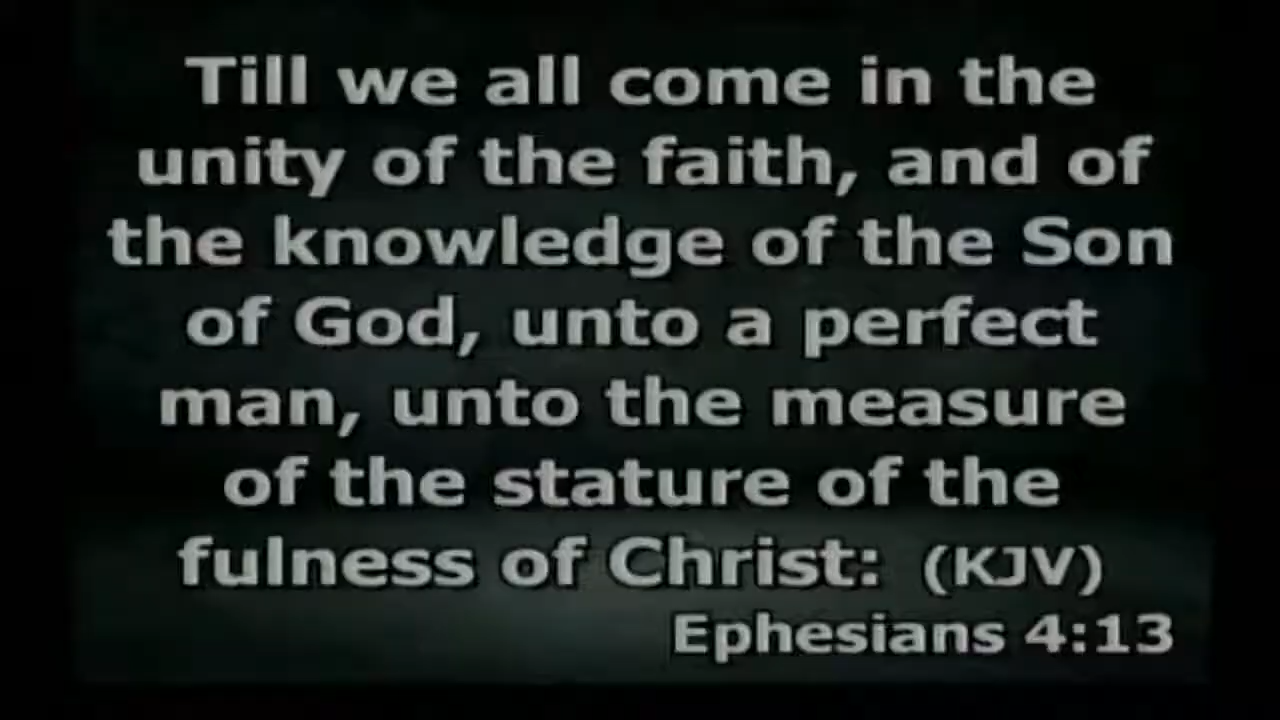 Till we all come in the
unity of the faith, and of
the knowledge of the Son
of God, unto a perfect
man, unto the measure
of the stature of the
fulness of Christ: (KJV)
Ephesians 4:13